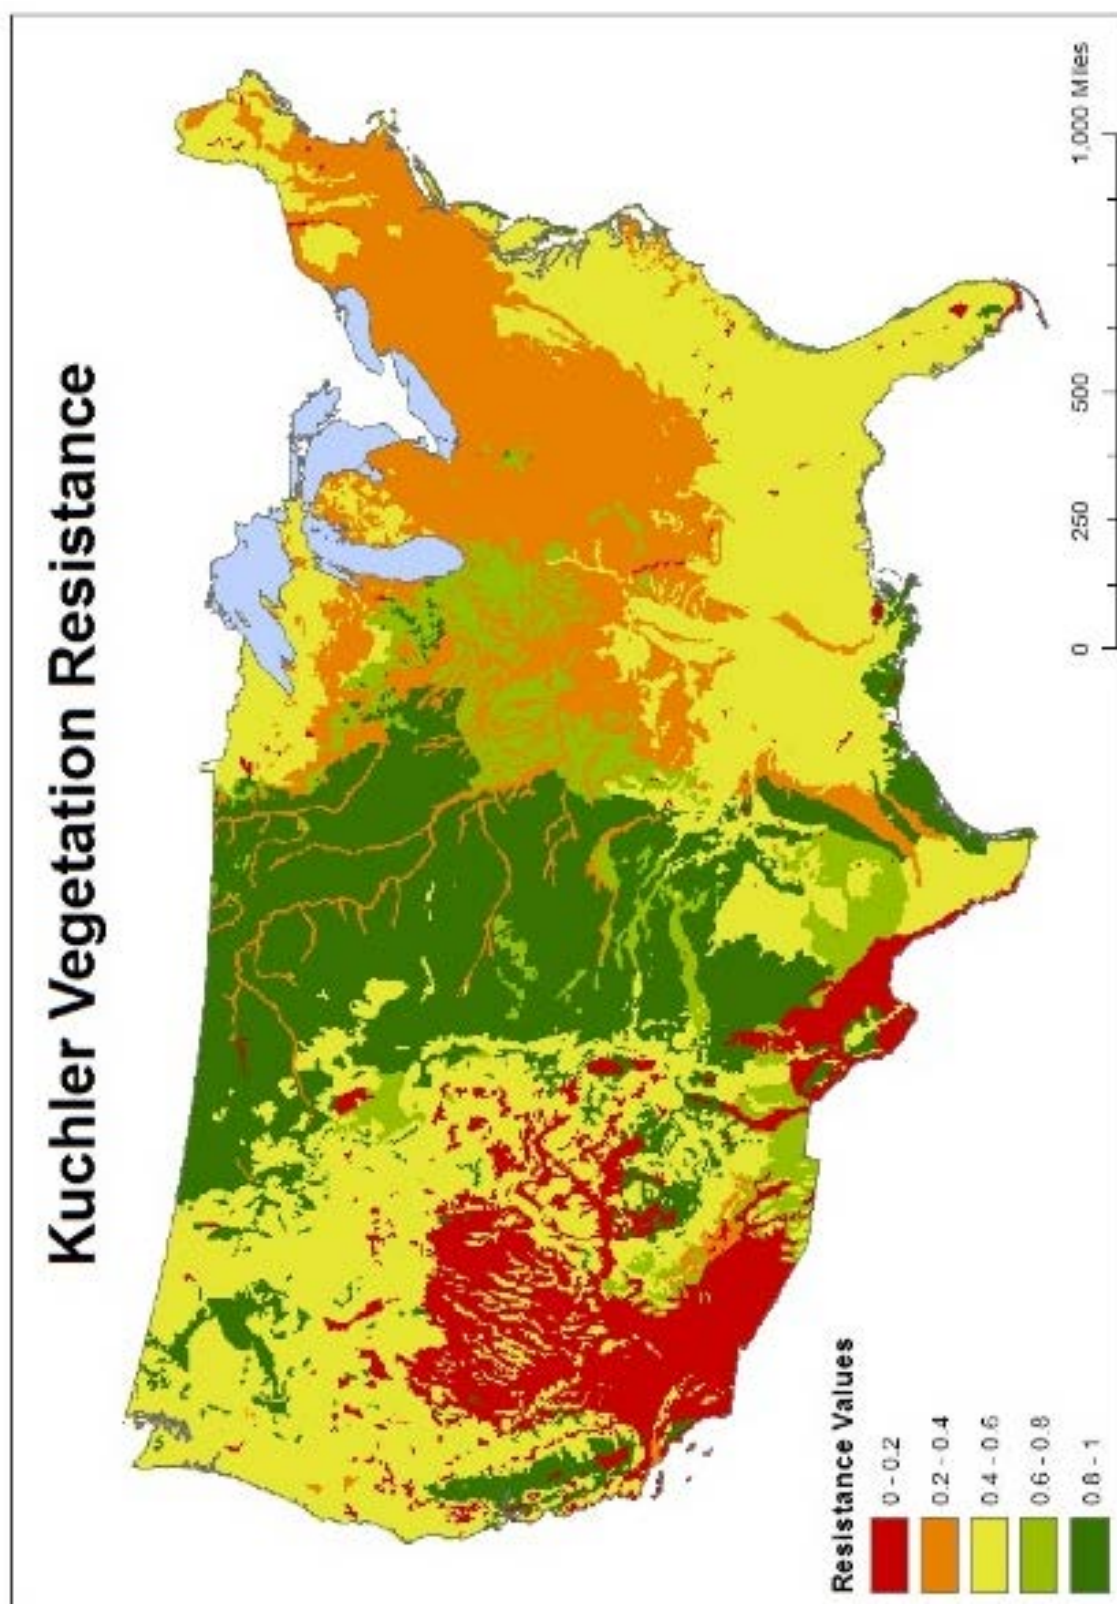 Kuchler Vegetation Resistance
Resistance Values
0 - 0.2
0.2 - 0.4
0.4 - 0.6
0.6 - 0.8
0.8 - 1
0 250 500 1,000 Miles